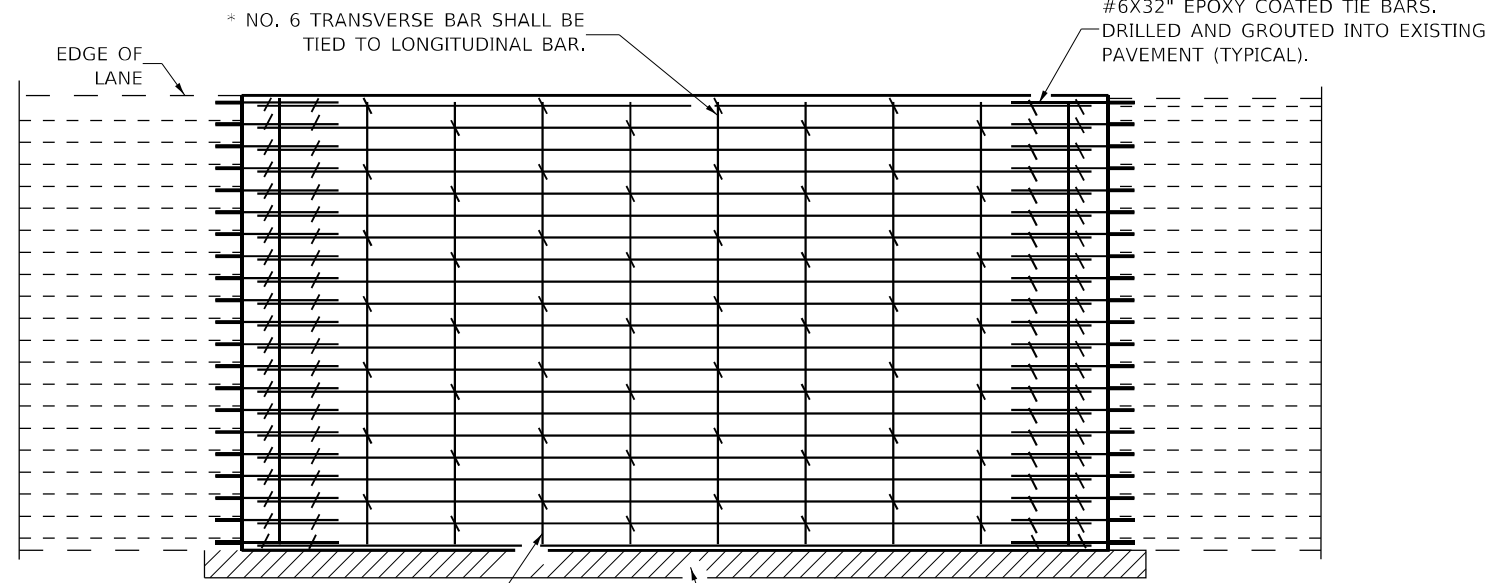 * NO. 6 TRANSVERSE BAR SHALL BE
TIED TO LONGITUDINAL BAR.
EDGE OF
LANE
#6X32" EPOXY COATED TIE BARS.
DRILLED AND GROUTED INTO EXISTING
PAVEMENT (TYPICAL).